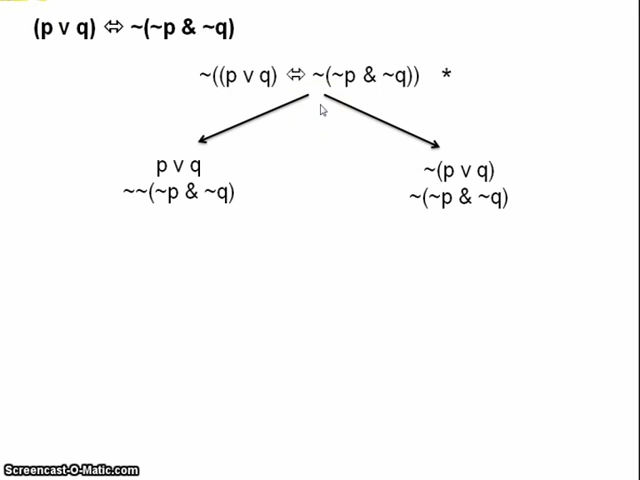 (p v q) ⇔ ~(~p & ~q)
~((p v q) ⇔ ~(~p & ~q)) *
p v q
~~(~p & ~q)
~(p v q)
~(~p & ~q)
Screencast-O-Matic.com